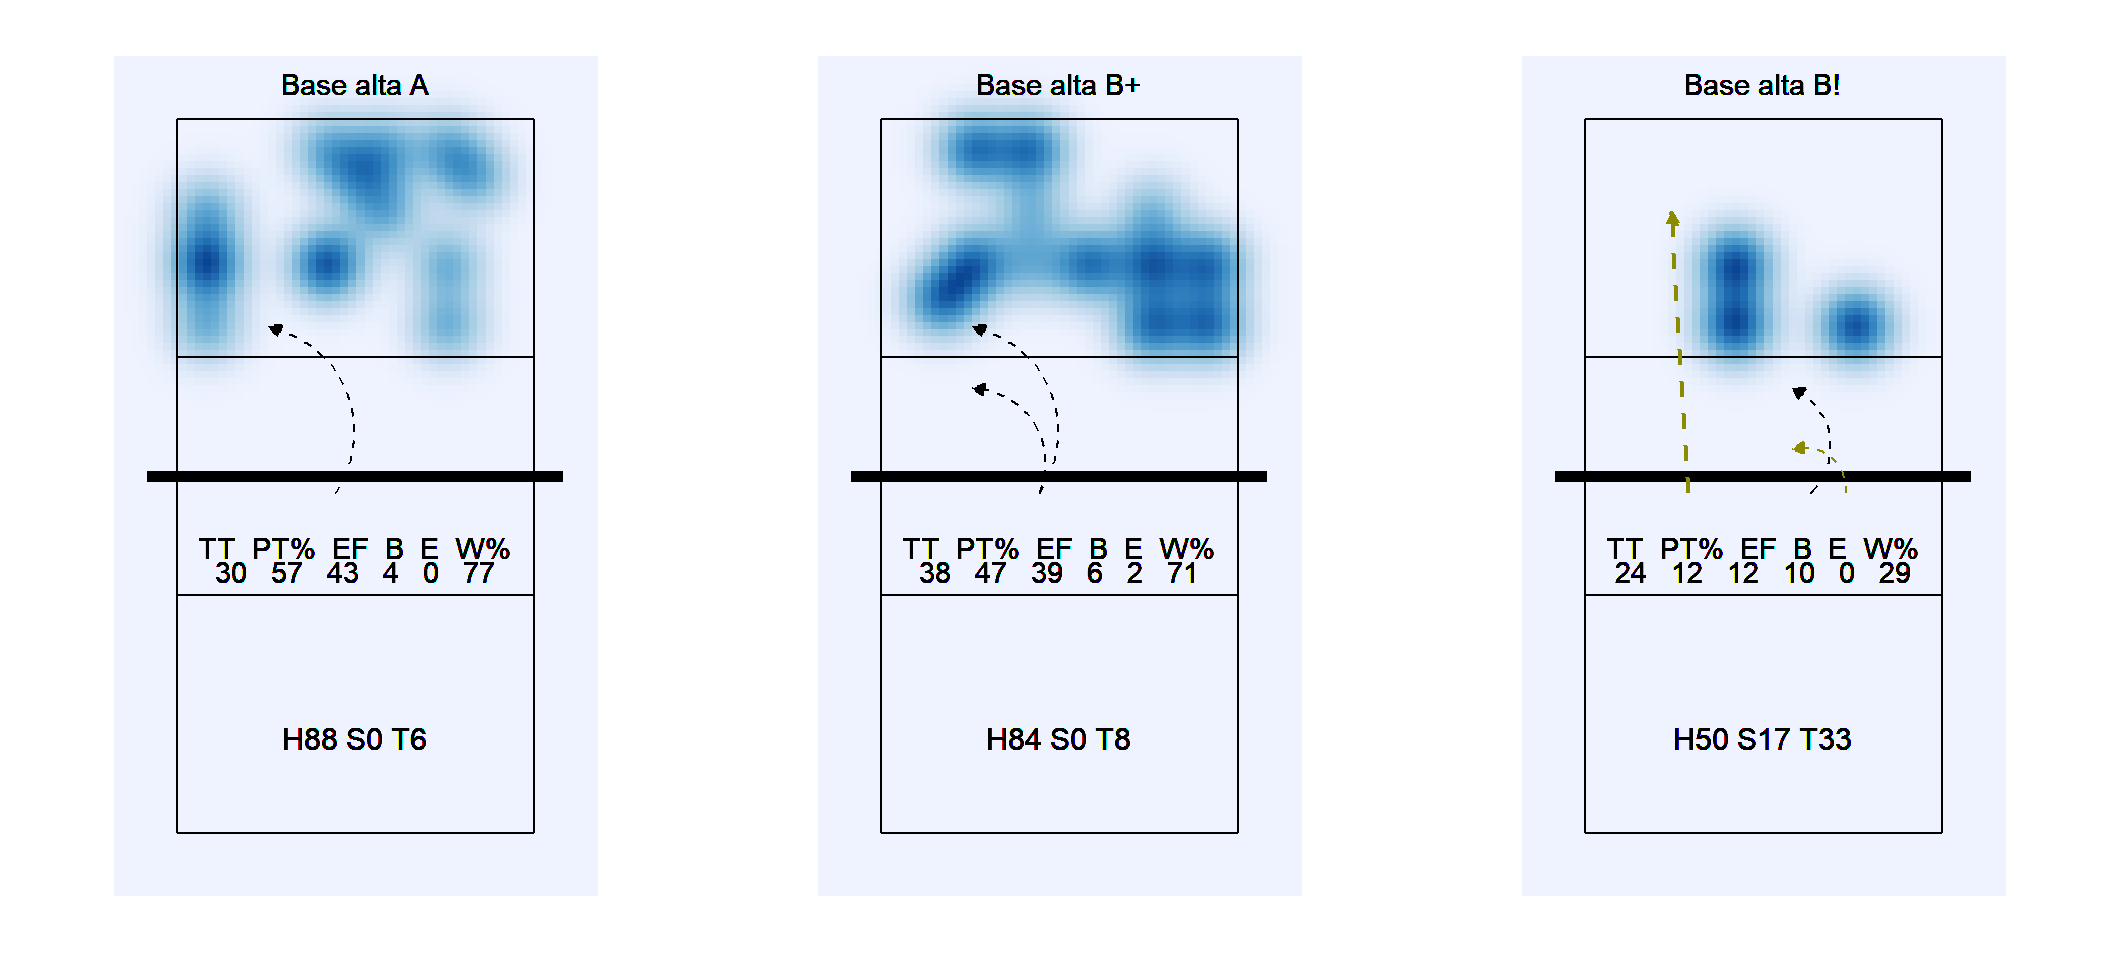 Base alta A
TT PT% EF B E W%
30 57 43 4 0 77
H88 S0 T6
Base alta B+
TT PT% EF B E W%
38 47 39 6 2 71
H84 S0 T8
Base alta B!
TT PT% EF B E W%
24 12 12 10 0 29
H50 S17 T33